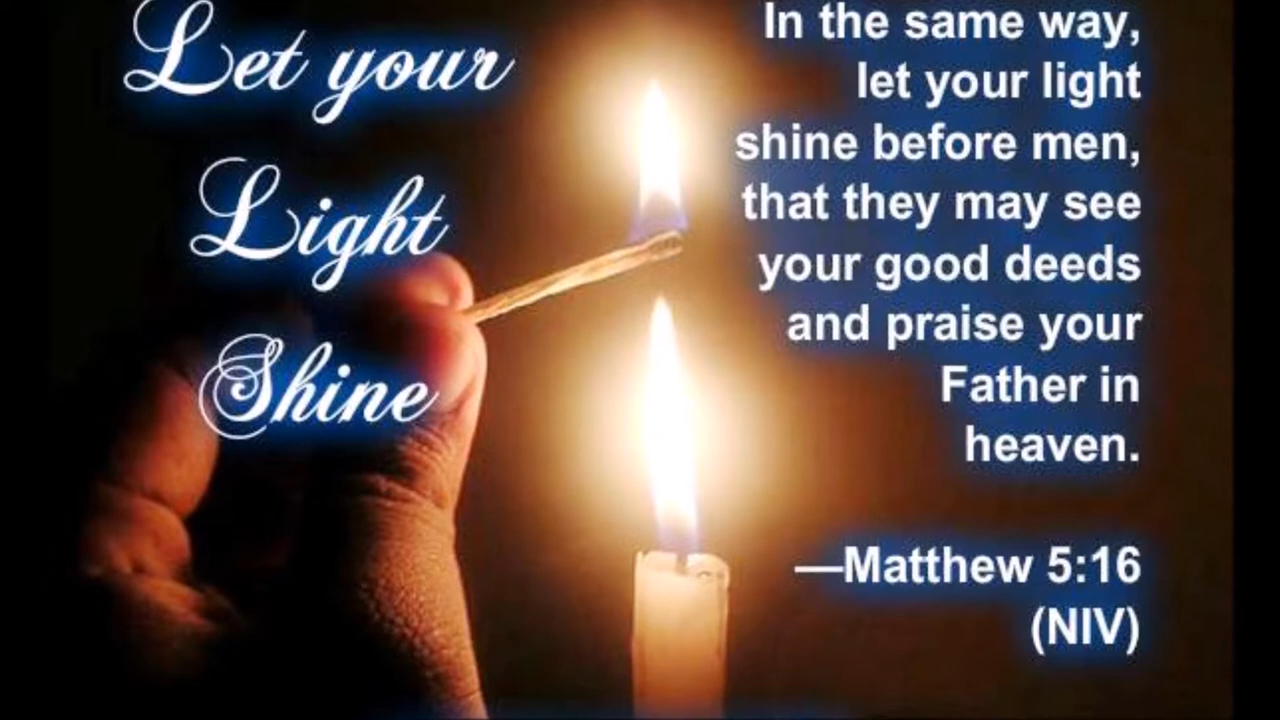 Let your
Light
Shine
In the same way,
let your light
shine before men,
that they may see
your good deeds
and praise your
Father in
heaven.
—Matthew 5:16
(NIV)